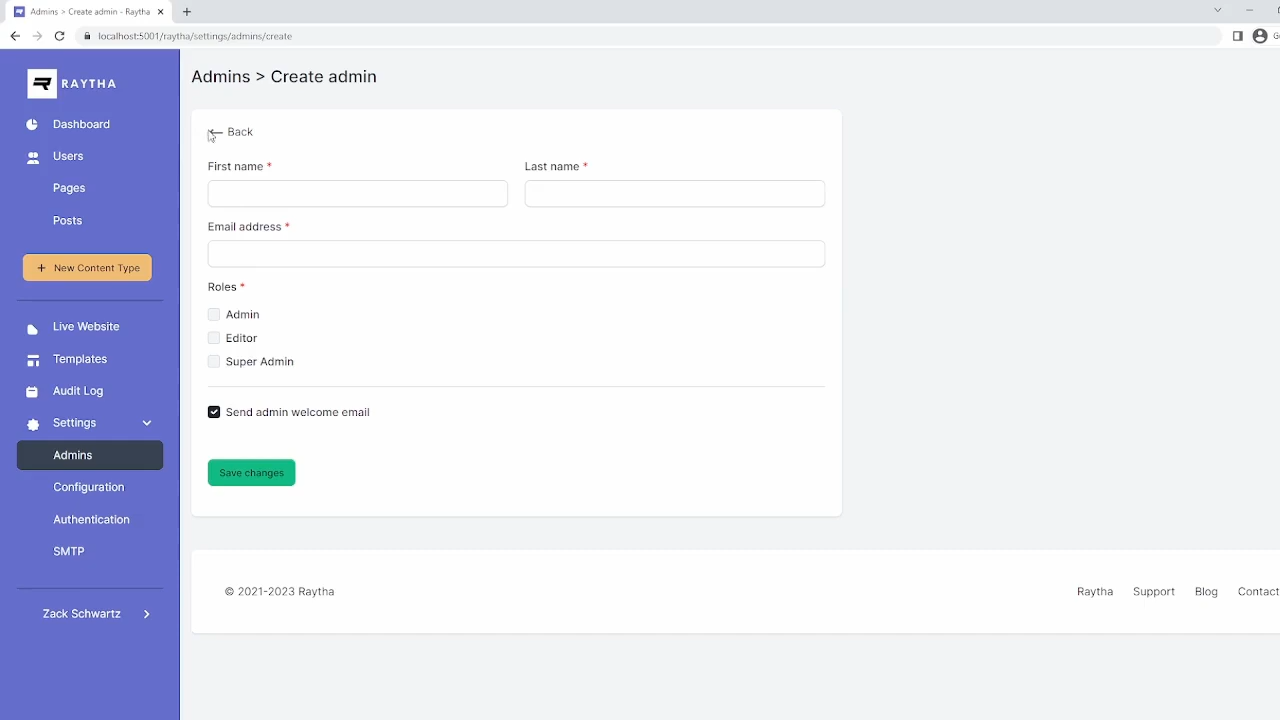 Admins > Create admin - Raytha
localhost:5001/raytha/settings/admins/create
RAYTHA
Dashboard
Users
Pages
Posts
+ New Content Type
Live Website
Templates
Audit Log
Settings
Admins
Configuration
Authentication
SMTP
Zack Schwartz
Admins > Create admin
Back
First name *
Last name *
Email address *
Roles *
Admin
Editor
Super Admin
Send admin welcome email
Save changes
© 2021-2023 Raytha
Raytha Support Blog Contact